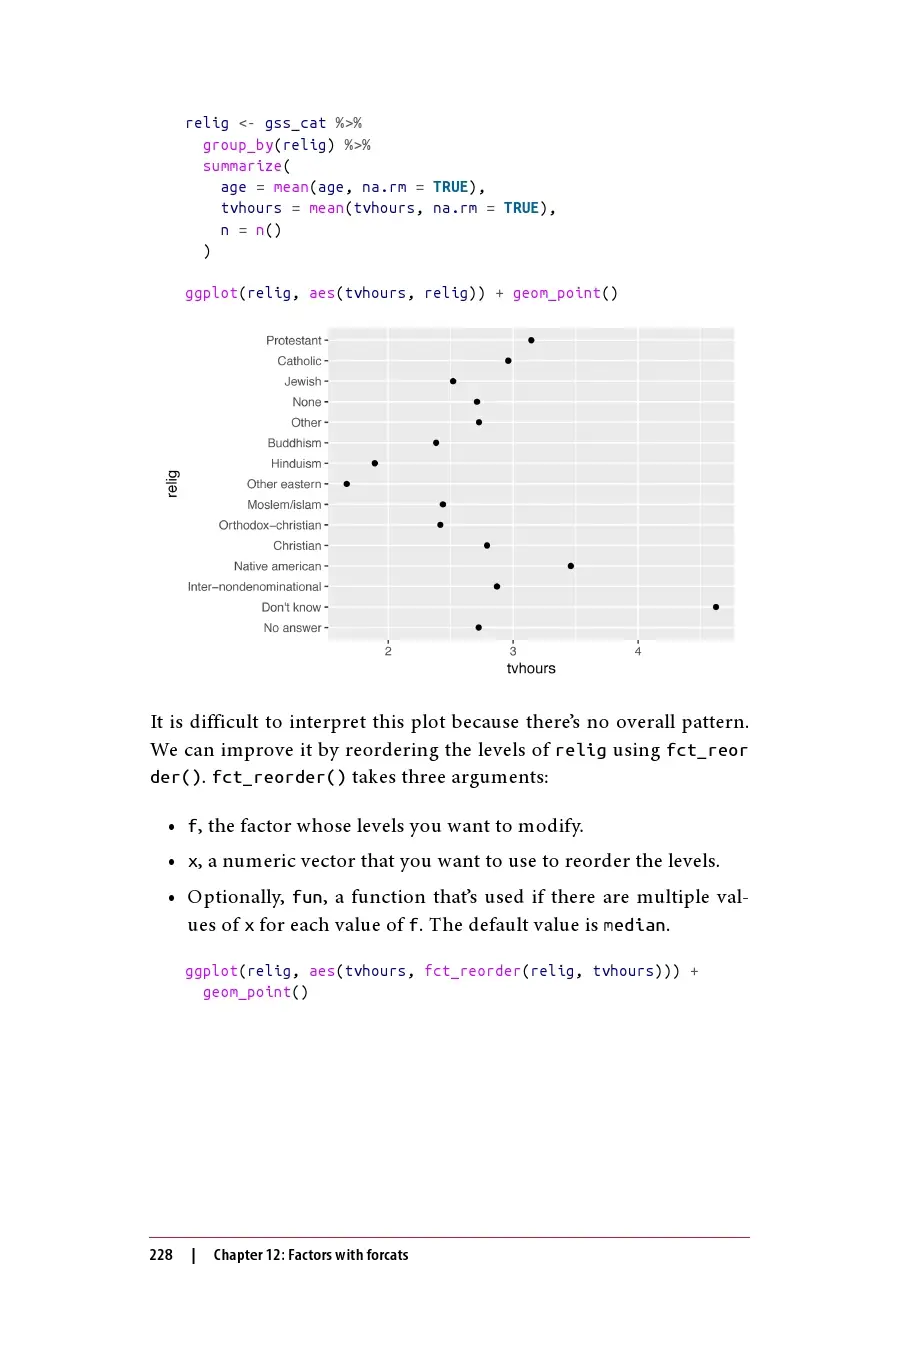 relig <- gss_cat %>%
  group_by(relig) %>%
  summarize(
    age = mean(age, na.rm = TRUE),
    tvhours = mean(tvhours, na.rm = TRUE),
    n = n()
  )
ggplot(relig, aes(tvhours, relig)) + geom_point()
relig
Protestant
Catholic
Jewish
None
Other
Buddhism
Hinduism
Other eastern
Moslem/islam
Orthodox−christian
Christian
Native american
Inter−nondenominational
Don't know
No answer
2 3 4
tvhours
It is difficult to interpret this plot because there’s no overall pattern.
We can improve it by reordering the levels of relig using fct_reor
der(). fct_reorder() takes three arguments:
• f, the factor whose levels you want to modify.
• x, a numeric vector that you want to use to reorder the levels.
• Optionally, fun, a function that’s used if there are multiple val-
ues of x for each value of f. The default value is median.
ggplot(relig, aes(tvhours, fct_reorder(relig, tvhours))) +
  geom_point()
228 | Chapter 12: Factors with forcats